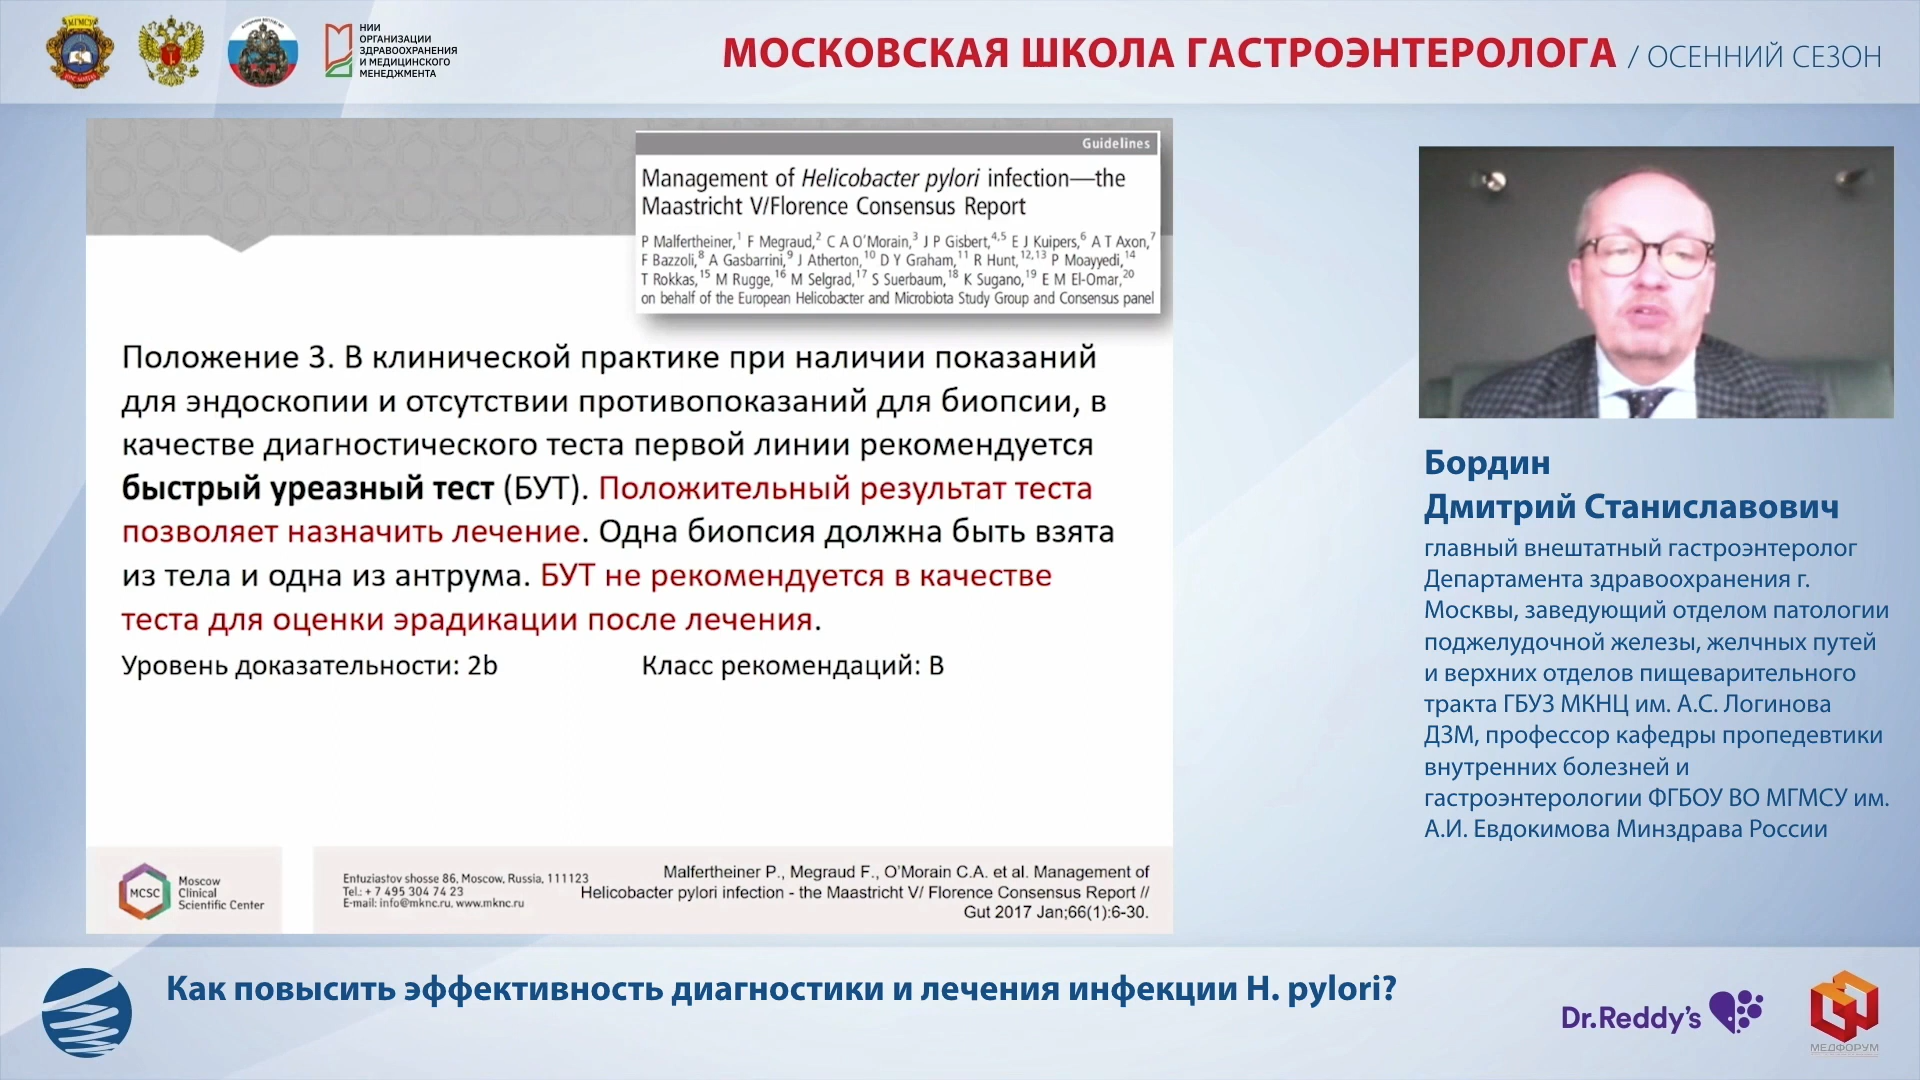 НИИ
ОРГАНИЗАЦИИ
ЗДРАВООХРАНЕНИЯ
И МЕДИЦИНСКОГО
МЕНЕДЖМЕНТА
МОСКОВСКАЯ ШКОЛА ГАСТРОЭНТЕРОЛОГА / ОСЕННИЙ СЕЗОН
Guidelines
Management of Helicobacter pylori infection—the
Maastricht V/Florence Consensus Report
P Malfertheiner,1 F Megraud,2 C A O’Morain,3 J P Gisbert,4,5 E J Kuipers,6 A T Axon,7
F Bazzoli,8 A Gasbarrini,9 J Atherton,10 D Y Graham,11 R Hunt,12,13 P Moayyedi,14
T Rokkas,15 M Rugge,16 M Selgrad,17 S Suerbaum,18 K Sugano,19 E M El-Omar,20
on behalf of the European Helicobacter and Microbiota Study Group and Consensus panel
Положение 3. В клинической практике при наличии показаний
для эндоскопии и отсутствии противопоказаний для биопсии, в
качестве диагностического теста первой линии рекомендуется
быстрый уреазный тест (БУТ). Положительный результат теста
позволяет назначить лечение. Одна биопсия должна быть взята
из тела и одна из антрума. БУТ не рекомендуется в качестве
теста для оценки эрадикации после лечения.
Уровень доказательности: 2b Класс рекомендаций: В
MCSC
Moscow
Clinical
Scientific Center
Entuziastov shosse 86, Moscow, Russia, 111123
Tel.: + 7 495 304 74 23
E-mail: info@mknc.ru, www.mknc.ru
Malfertheiner P., Megraud F., O’Morain C.A. et al. Management of
Helicobacter pylori infection - the Maastricht V/ Florence Consensus Report //
Gut 2017 Jan;66(1):6-30.
Бордин
Дмитрий Станиславович
главный внештатный гастроэнтеролог
Департамента здравоохранения г.
Москвы, заведующий отделом патологии
поджелудочной железы, желчных путей
и верхних отделов пищеварительного
тракта ГБУЗ МКНЦ им. А.С. Логинова
ДЗМ, профессор кафедры пропедевтики
внутренних болезней и
гастроэнтерологии ФГБОУ ВО МГМСУ им.
А.И. Евдокимова Минздрава России
Как повысить эффективность диагностики и лечения инфекции H. pylori?
Dr.Reddy’s
МЕДФОРУМ